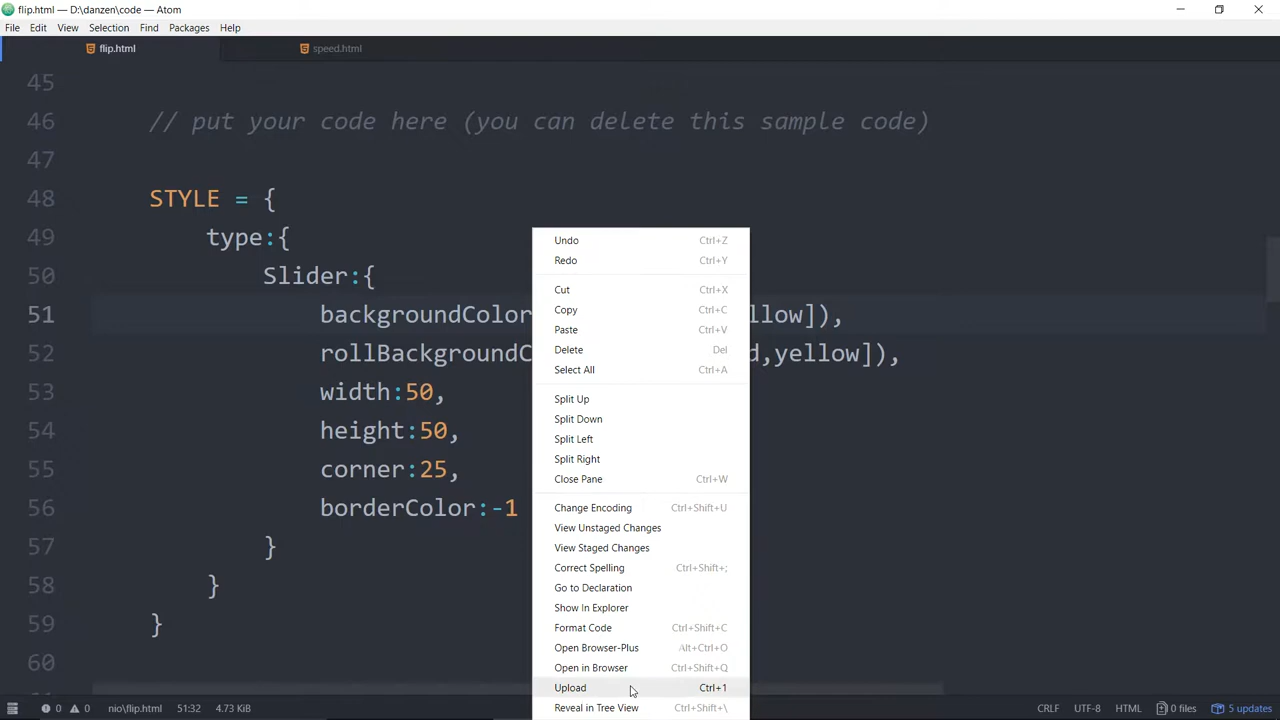 flip.html — D:\danzen\code — Atom
File Edit View Selection Find Packages Help
flip.html speed.html
45
46 // put your code here (you can delete this sample code)
47
48 STYLE = {
49 type:{
50 Slider:{
51 backgroundColor llow]),
52 rollBackgroundC d,yellow]),
53 width:50,
54 height:50,
55 corner:25,
56 borderColor:-1
57 }
58 }
59 }
60
Undo Ctrl+Z
Redo Ctrl+Y
Cut Ctrl+X
Copy Ctrl+C
Paste Ctrl+V
Delete Del
Select All Ctrl+A
Split Up
Split Down
Split Left
Split Right
Close Pane Ctrl+W
Change Encoding Ctrl+Shift+U
View Unstaged Changes
View Staged Changes
Correct Spelling Ctrl+Shift+;
Go to Declaration
Show In Explorer
Format Code Ctrl+Shift+C
Open Browser-Plus Alt+Ctrl+O
Open in Browser Ctrl+Shift+Q
Upload Ctrl+1
Reveal in Tree View Ctrl+Shift+\
0 0 nio\flip.html 51:32 4.73 KiB CRLF UTF-8 HTML 0 files 5 updates